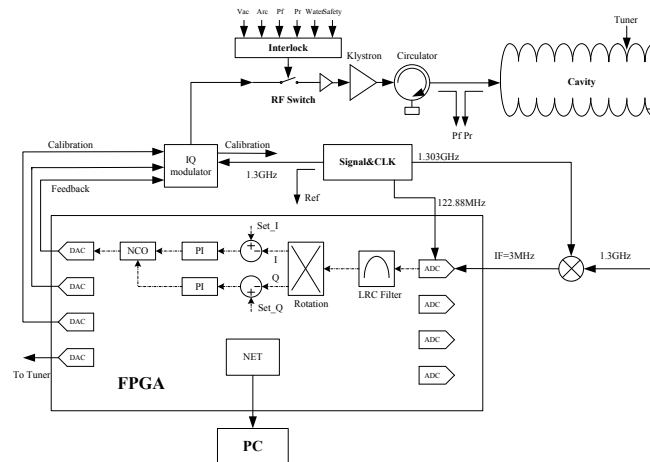 Vac Arc Pf Pr Water Safety
Interlock
Klystron
Circulator
Tuner
RF Switch
Cavity
Pf Pr
Calibration
Calibration
IQ
modulator
Signal&CLK
1.303GHz
1.3GHz
Feedback
Ref
122.88MHz
Set_I
DAC
NCO
PI
I
ADC
IF=3MHz
1.3GHz
DAC
PI
Q
Rotation
LRC Filter
Set_Q
ADC
DAC
ADC
DAC
NET
To Tuner
FPGA
ADC
PC